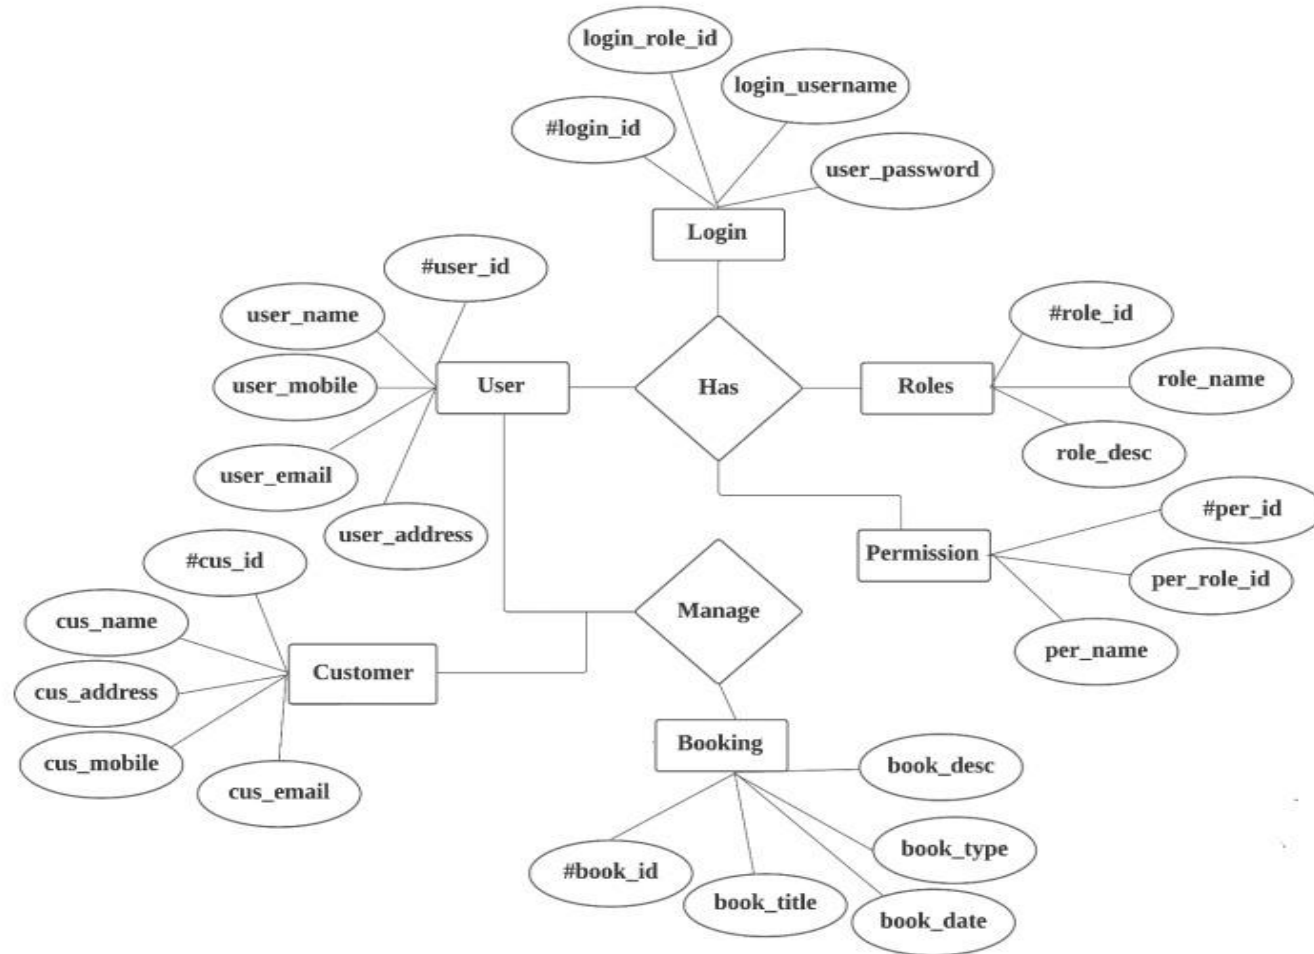 login_role_id
login_username
#login_id
user_password
Login
#user_id
user_name
#role_id
user_mobile
User
Has
Roles
role_name
role_desc
user_email
user_address
#per_id
Permission
#cus_id
per_role_id
cus_name
Manage
per_name
Customer
cus_address
cus_mobile
Booking
cus_email
book_desc
book_type
#book_id
book_title
book_date